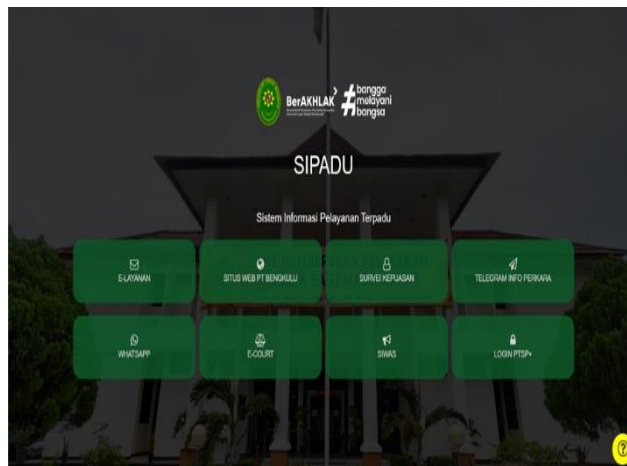 BerAKHLAK
#bangga
melayani
bangsa
SIPADU
Sistem Informasi Pelayanan Terpadu
E-LAYANAN
SITUS WEB PT BENGKULU
SURVEI KEPUASAN
TELEGRAM INFO PERKARA
WHATSAPP
E-COURT
SIWAS
LOGIN PTSP+
?